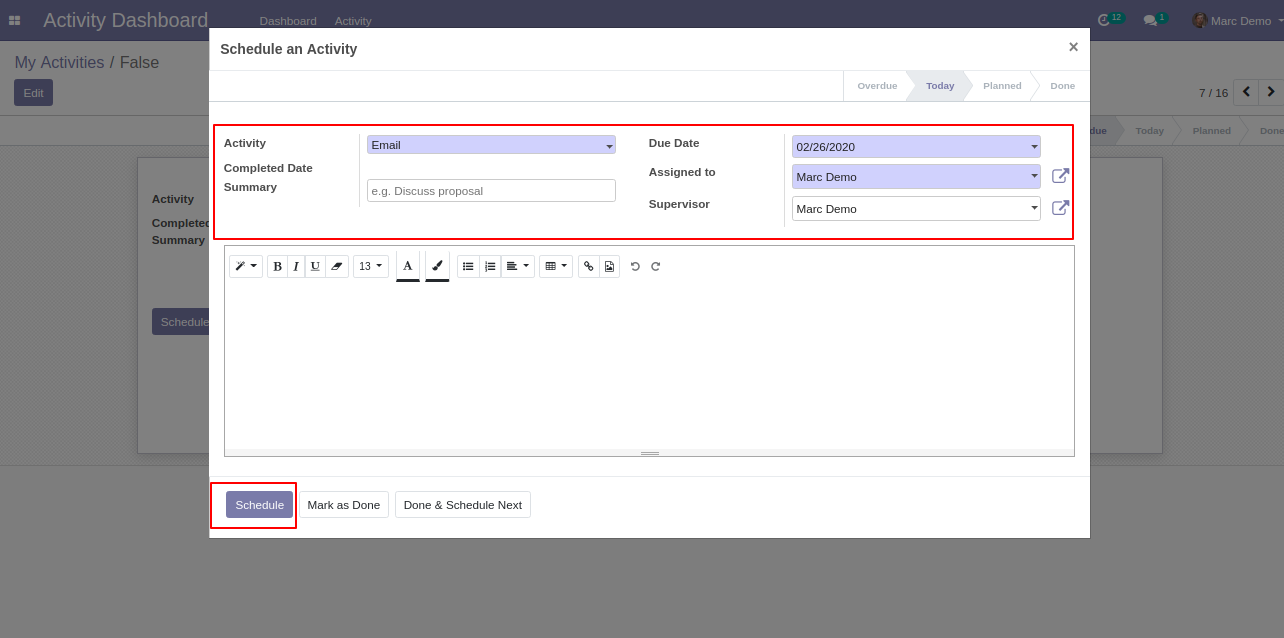 Activity Dashboard Dashboard Activity 12 1 Marc Demo
Schedule an Activity ×
My Activities / False
Overdue Today Planned Done
Edit
7 / 16
due Today Planned Done
Activity Email Due Date 02/26/2020
Completed Date Assigned to Marc Demo
Summary e.g. Discuss proposal Supervisor Marc Demo
Activity
Completed
Summary
B I U 13 A
Schedule
Schedule Mark as Done Done & Schedule Next